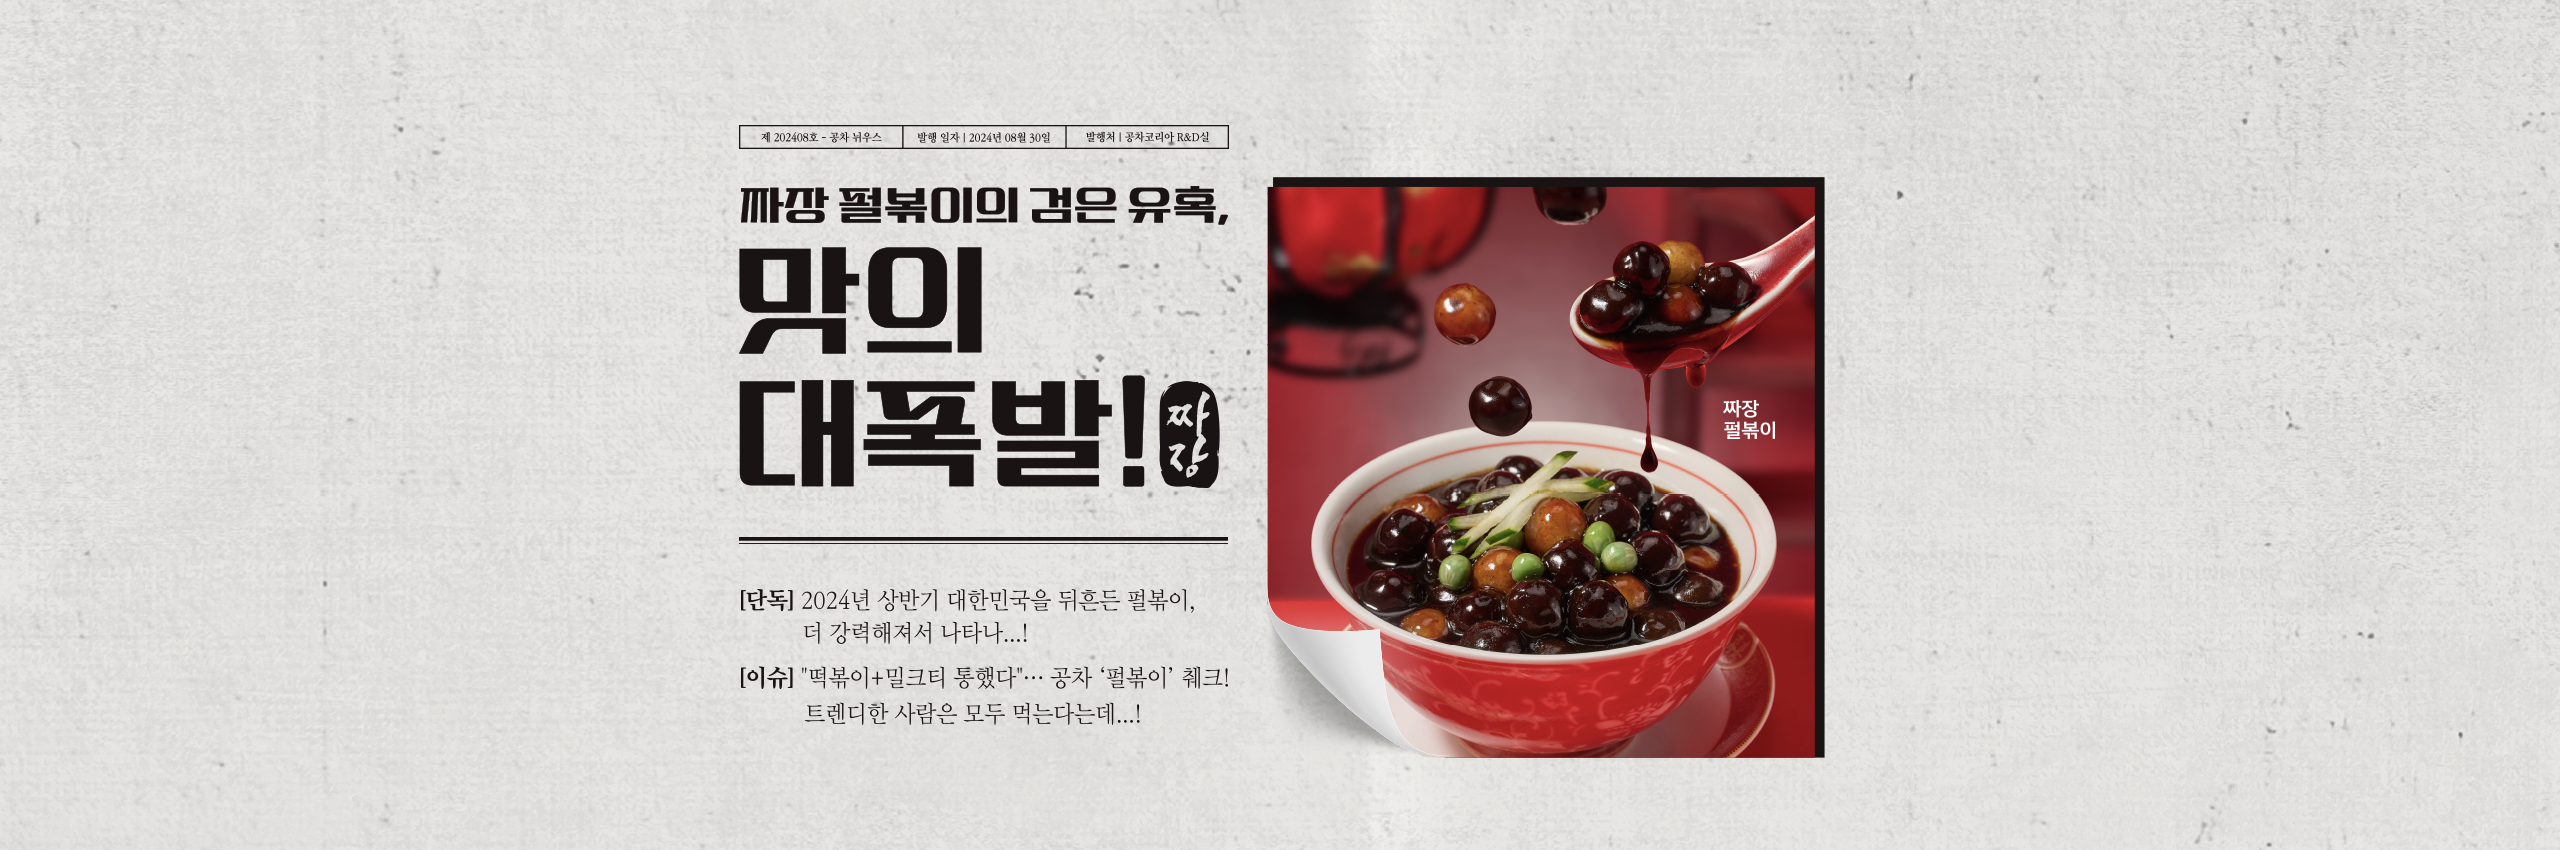 제 202408호 - 공차 뉘우스
발행 일자 | 2024년 08월 30일
발행처 | 공차코리아 R&D실
짜장 펄볶이의 검은 유혹,
맛의
대폭발!
짜장
[단독] 2024년 상반기 대한민국을 뒤흔든 펄볶이,
더 강력해져서 나타나...!
[이슈] "떡볶이+밀크티 통했다"··· 공차 ‘펄볶이’ 췌크!
트렌디한 사람은 모두 먹는다는데...!
짜장
펄볶이